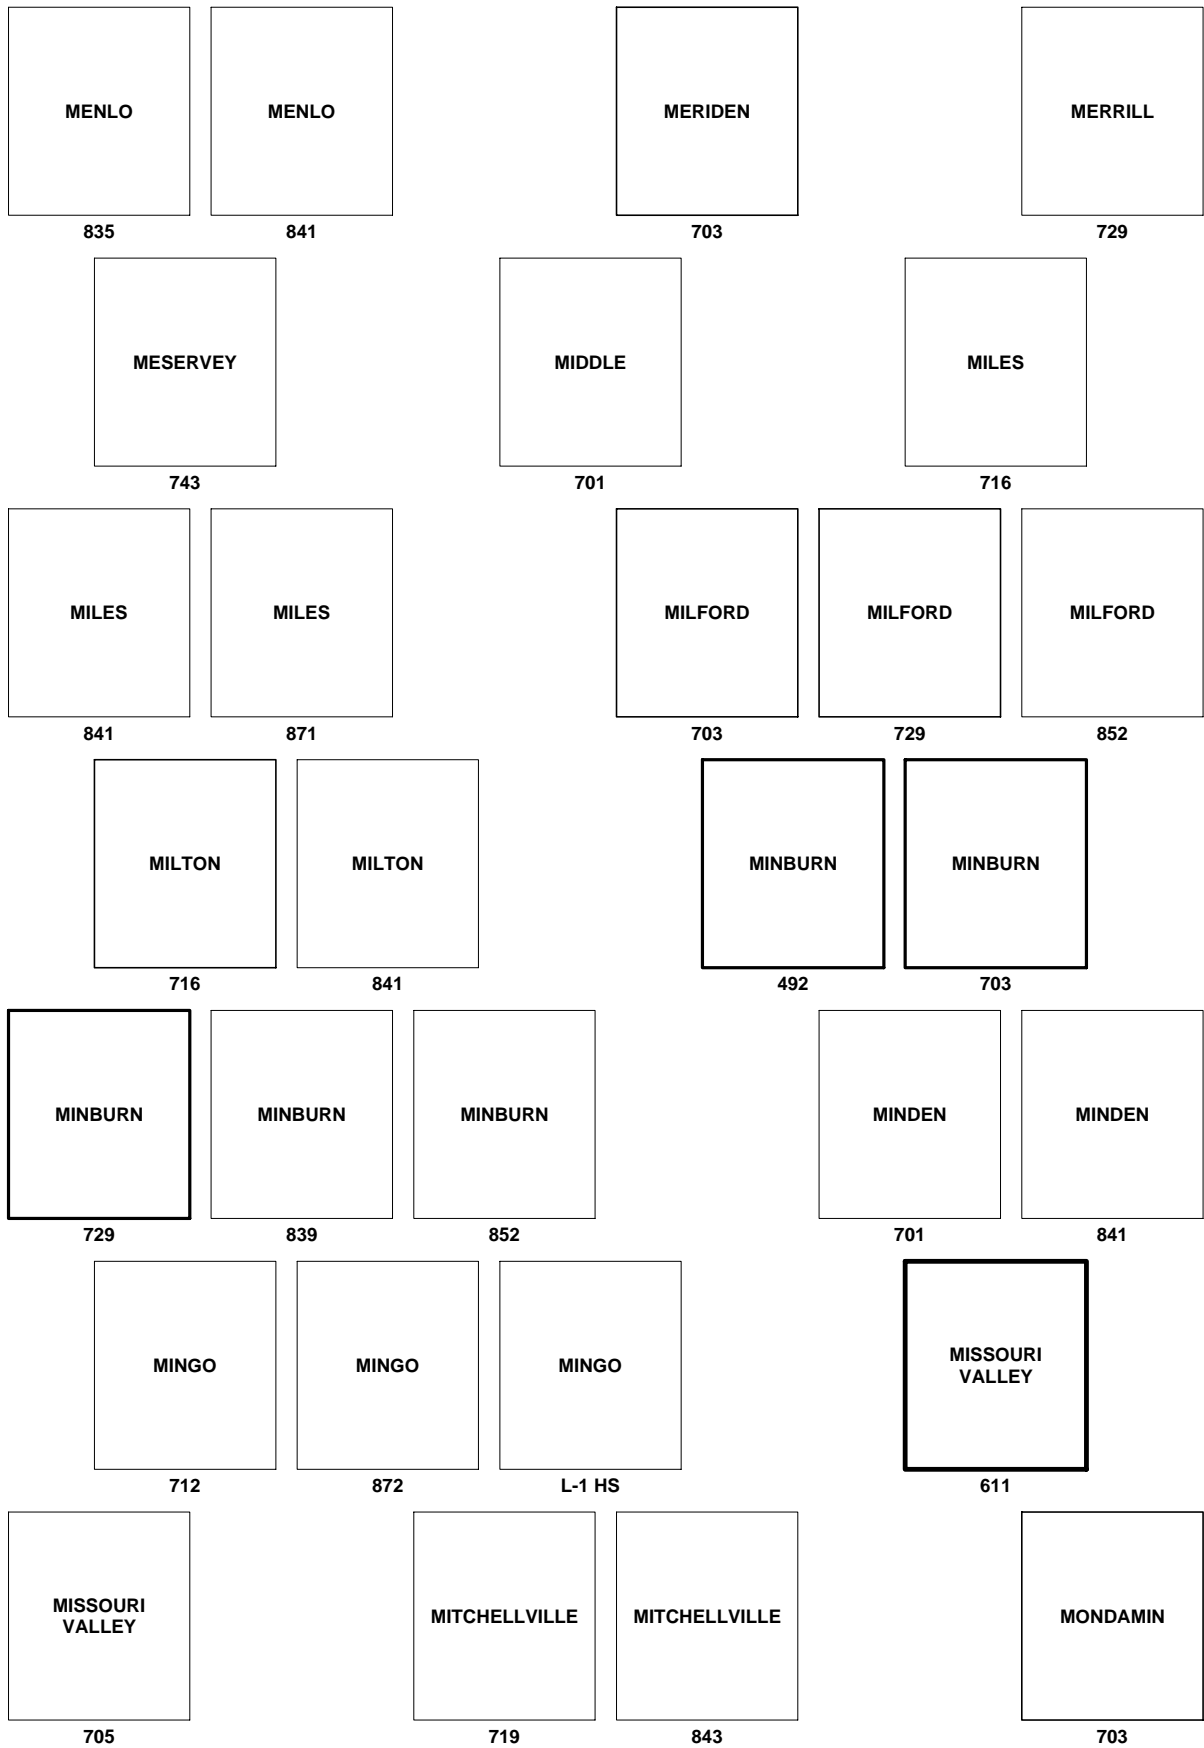 MENLO
MENLO
MERIDEN
MERRILL
835
841
703
729
MESERVEY
MIDDLE
MILES
743
701
716
MILES
MILES
MILFORD
MILFORD
MILFORD
841
871
703
729
852
MILTON
MILTON
MINBURN
MINBURN
716
841
492
703
MINBURN
MINBURN
MINBURN
MINDEN
MINDEN
729
839
852
701
841
MINGO
MINGO
MINGO
MISSOURI
VALLEY
712
872
L-1 HS
611
MISSOURI
VALLEY
MITCHELLVILLE
MITCHELLVILLE
MONDAMIN
705
719
843
703